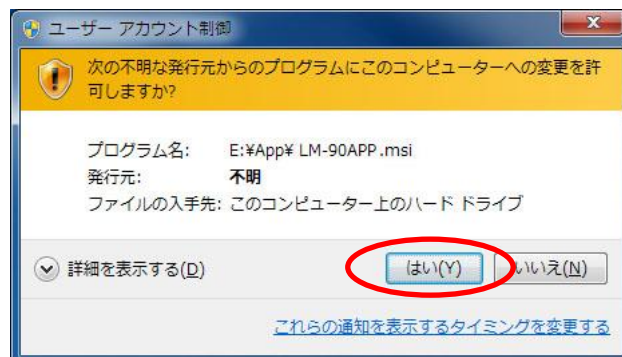 ユーザー アカウント制御
次の不明な発行元からのプログラムにこのコンピューターへの変更を許
可しますか?
プログラム名: E:¥App¥ LM-90APP.msi
発行元: 不明
ファイルの入手先: このコンピューター上のハード ドライブ
詳細を表示する(D) はい(Y) いいえ(N)
これらの通知を表示するタイミングを変更する